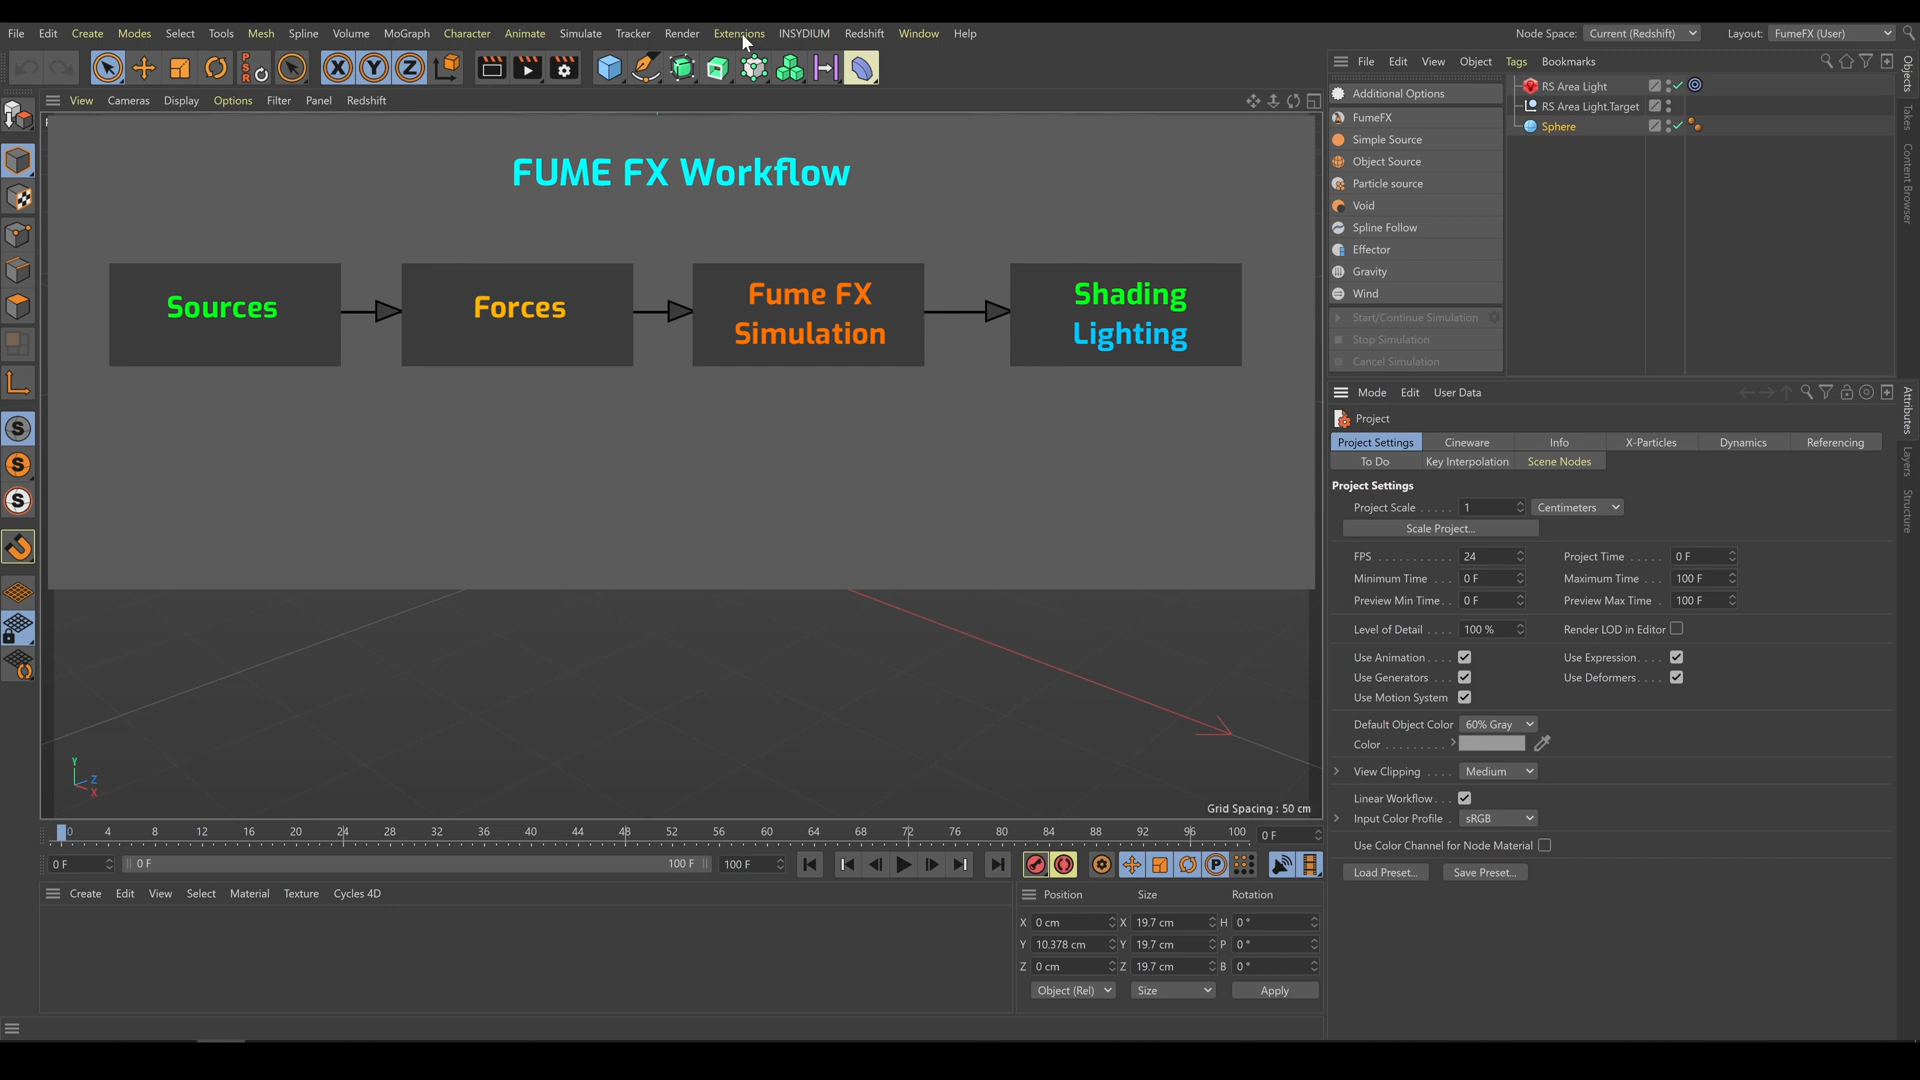 File Edit Create Modes Select Tools Mesh Spline Volume MoGraph Character Animate Simulate Tracker Render Extensions INSYDIUM Redshift Window Help
Node Space: Current (Redshift) Layout: FumeFX (User)
PSR X Y Z
View Cameras Display Options Filter Panel Redshift
FUME FX Workflow
Sources
Forces
Fume FX
Simulation
Shading
Lighting
Y
Z
X
Grid Spacing : 50 cm
0 4 8 12 16 20 24 28 32 36 40 44 48 52 56 60 64 68 72 76 80 84 88 92 96 100 0 F
0 F 0 F 100 F 100 F
Create Edit View Select Material Texture Cycles 4D
Position Size Rotation
X 0 cm X 19.7 cm H 0 °
Y 10.378 cm Y 19.7 cm P 0 °
Z 0 cm Z 19.7 cm B 0 °
Object (Rel) Size Apply
File Edit View Object Tags Bookmarks
Additional Options
FumeFX
Simple Source
Object Source
Particle source
Void
Spline Follow
Effector
Gravity
Wind
Start/Continue Simulation
Stop Simulation
Cancel Simulation
RS Area Light
RS Area Light.Target
Sphere
Objects
Takes
Content Browser
Mode Edit User Data
Project
Project Settings Cineware Info X-Particles Dynamics Referencing
To Do Key Interpolation Scene Nodes
Project Settings
Project Scale . . . . . 1 Centimeters
Scale Project...
FPS . . . . . . . . . . . 24 Project Time . . . . . 0 F
Minimum Time . . . 0 F Maximum Time . . . 100 F
Preview Min Time . . 0 F Preview Max Time . 100 F
Level of Detail . . . . 100 % Render LOD in Editor
Use Animation . . . . Use Expression . . . .
Use Generators . . . Use Deformers . . . .
Use Motion System
Default Object Color 60% Gray
Color . . . . . . . . .
View Clipping . . . . Medium
Linear Workflow . . .
Input Color Profile . sRGB
Use Color Channel for Node Material
Load Preset... Save Preset...
Attributes
Layers
Structure